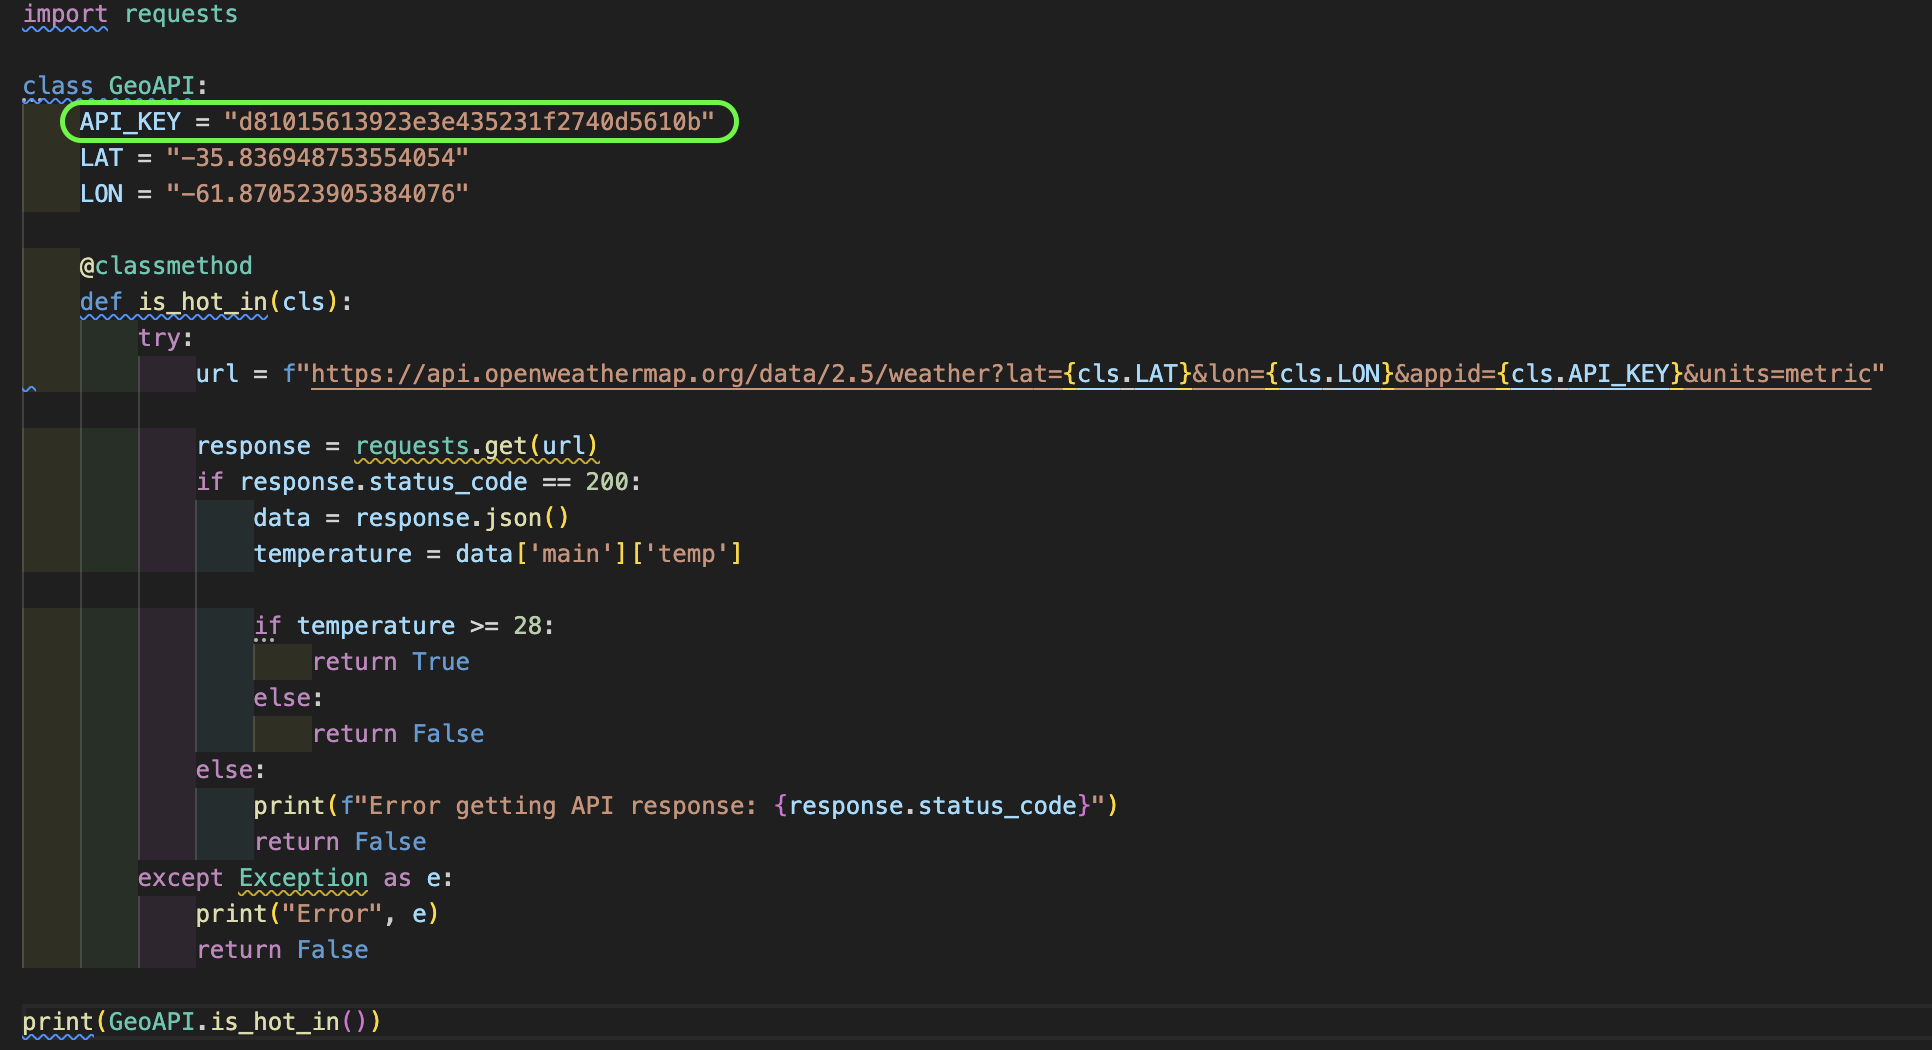 import requests
class GeoAPI:
API_KEY = "d81015613923e3e435231f2740d5610b"
LAT = "-35.836948753554054"
LON = "-61.870523905384076"
@classmethod
def is_hot_in(cls):
try:
url = f"https://api.openweathermap.org/data/2.5/weather?lat={cls.LAT}&lon={cls.LON}&appid={cls.API_KEY}&units=metric"
response = requests.get(url)
if response.status_code == 200:
data = response.json()
temperature = data['main']['temp']
if temperature >= 28:
return True
else:
return False
else:
print(f"Error getting API response: {response.status_code}")
return False
except Exception as e:
print("Error", e)
return False
print(GeoAPI.is_hot_in())